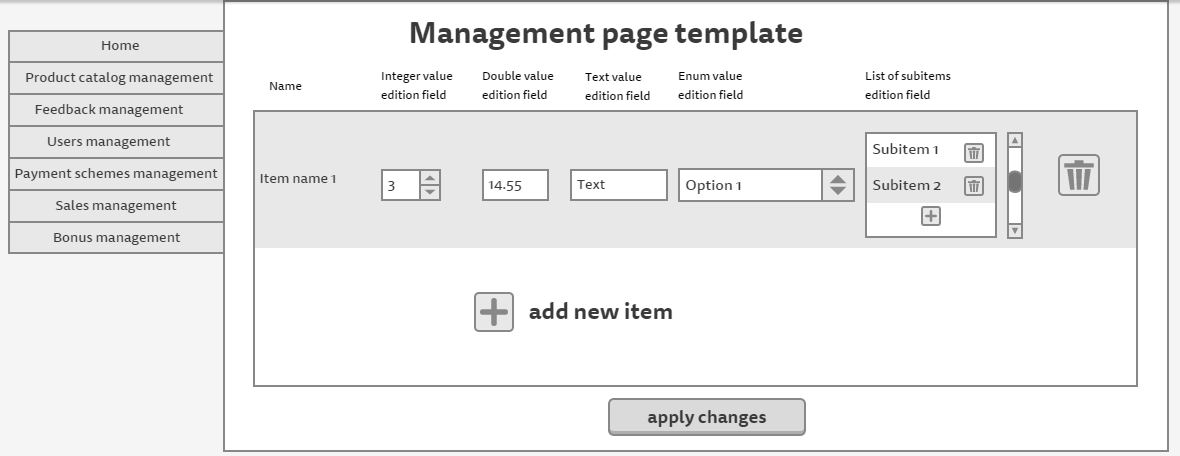 Management page template
Home
Product catalog management
Feedback management
Users management
Payment schemes management
Sales management
Bonus management
Name
Integer value
edition field
Double value
edition field
Text value
edition field
Enum value
edition field
List of subitems
edition field
Item name 1
3
14.55
Text
Option 1
Subitem 1
Subitem 2
add new item
apply changes